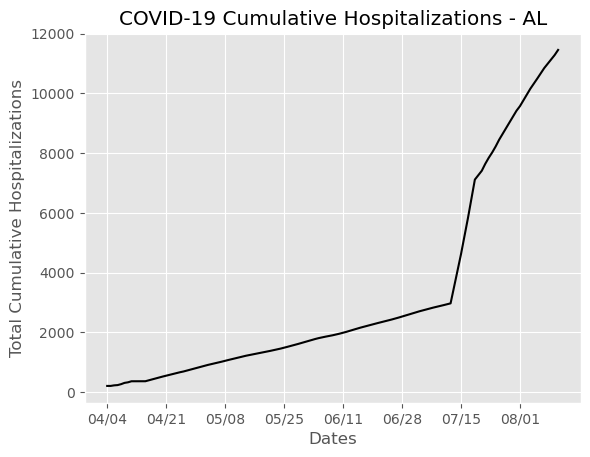 COVID-19 Cumulative Hospitalizations - AL
12000
10000
8000
6000
4000
2000
0
Total Cumulative Hospitalizations
04/04 04/21 05/08 05/25 06/11 06/28 07/15 08/01
Dates